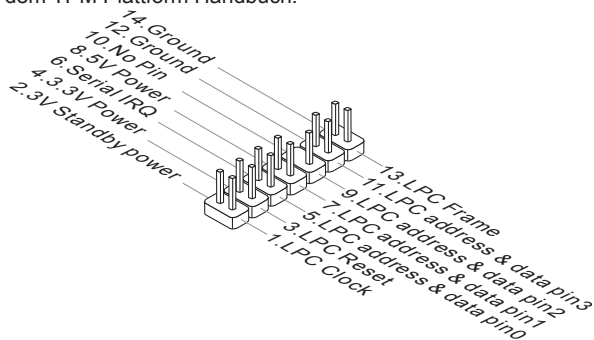 dem TPM Plattform Handbuch.
14.Ground
12.Ground
10.No Pin
8.5V Power
6.Serial IRQ
4.3.3V Power
2.3V Standby power
13.LPC Frame
11.LPC address & data pin3
9.LPC address & data pin2
7.LPC address & data pin1
5.LPC address & data pin0
3.LPC Reset
1.LPC Clock